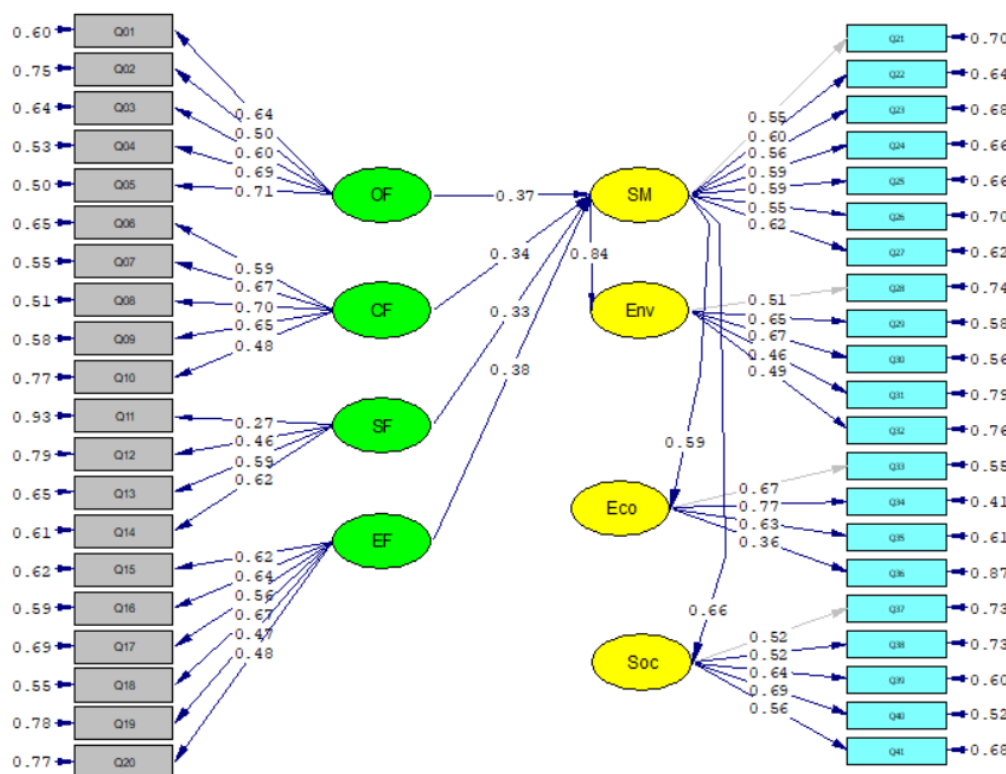 0.60 Q01
0.75 Q02
0.64 Q03
0.53 Q04
0.50 Q05
0.65 Q06
0.55 Q07
0.51 Q08
0.58 Q09
0.77 Q10
0.93 Q11
0.79 Q12
0.65 Q13
0.61 Q14
0.62 Q15
0.59 Q16
0.69 Q17
0.55 Q18
0.78 Q19
0.77 Q20
0.64
0.50
0.60
0.69
0.71
0.59
0.67
0.70
0.65
0.48
0.27
0.46
0.59
0.62
0.62
0.64
0.56
0.67
0.47
0.48
OF
CF
SF
EF
0.37
0.34
0.33
0.38
SM
0.84
Env
0.59
Eco
0.66
Soc
0.55
0.60
0.56
0.59
0.59
0.55
0.62
0.51
0.65
0.67
0.46
0.49
0.67
0.77
0.63
0.36
0.52
0.52
0.64
0.69
0.56
Q21 0.70
Q22 0.64
Q23 0.68
Q24 0.66
Q25 0.66
Q26 0.70
Q27 0.62
Q28 0.74
Q29 0.58
Q30 0.56
Q31 0.79
Q32 0.76
Q33 0.55
Q34 0.41
Q35 0.61
Q36 0.87
Q37 0.73
Q38 0.73
Q39 0.60
Q40 0.52
Q41 0.68